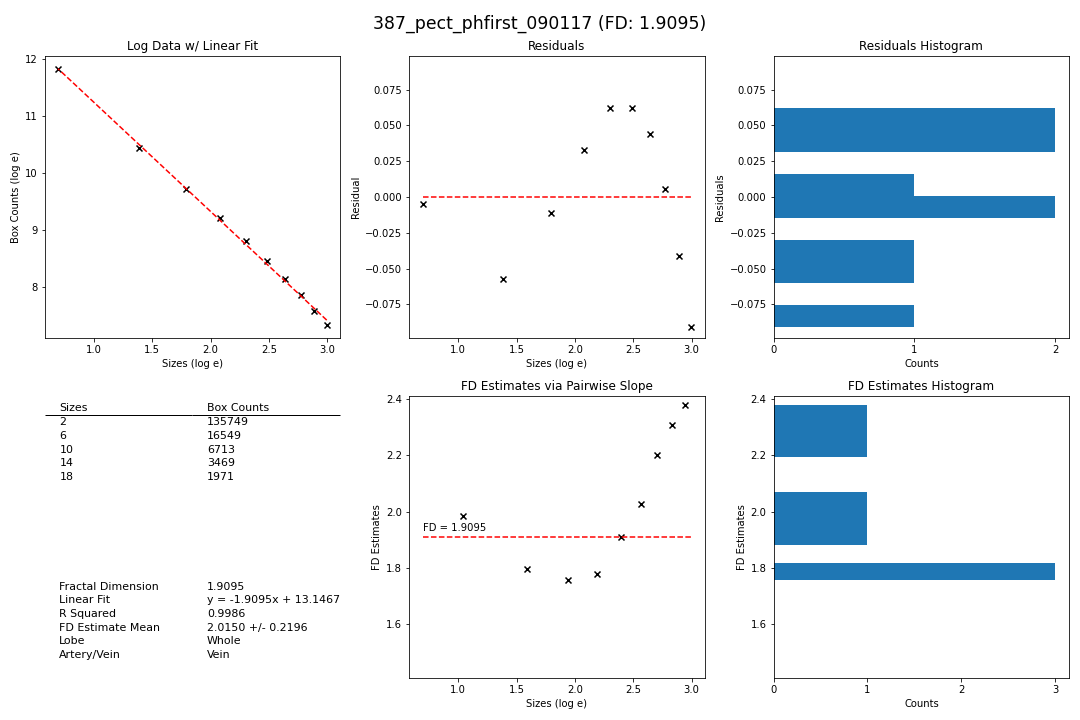 387_pect_phfirst_090117 (FD: 1.9095)
Log Data w/ Linear Fit
12
11
10
9
8
Box Counts (log e)
1.0 1.5 2.0 2.5 3.0
Sizes (log e)
Residuals
0.075
0.050
0.025
0.000
−0.025
−0.050
−0.075
Residual
1.0 1.5 2.0 2.5 3.0
Sizes (log e)
Residuals Histogram
0.075
0.050
0.025
0.000
−0.025
−0.050
−0.075
Residuals
0 1 2
Counts
Sizes Box Counts
2 135749
6 16549
10 6713
14 3469
18 1971
Fractal Dimension 1.9095
Linear Fit y = -1.9095x + 13.1467
R Squared 0.9986
FD Estimate Mean 2.0150 +/- 0.2196
Lobe Whole
Artery/Vein Vein
FD Estimates via Pairwise Slope
2.4
2.2
2.0
1.8
1.6
FD Estimates
FD = 1.9095
1.0 1.5 2.0 2.5 3.0
Sizes (log e)
FD Estimates Histogram
2.4
2.2
2.0
1.8
1.6
FD Estimates
0 1 2 3
Counts